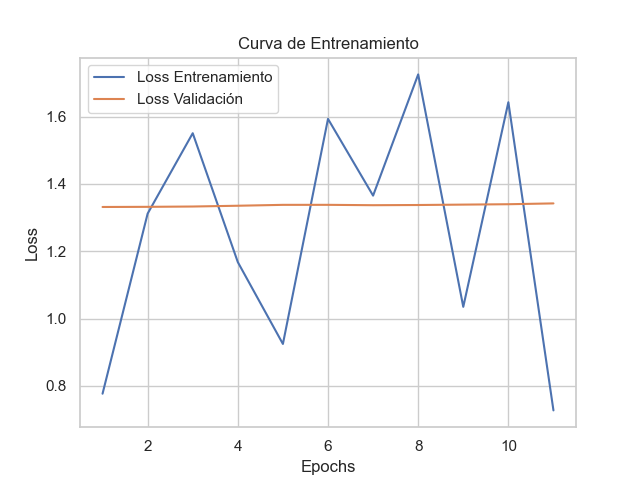 Curva de Entrenamiento
Loss Entrenamiento
Loss Validación
1.6
1.4
1.2
1.0
0.8
Loss
2 4 6 8 10
Epochs